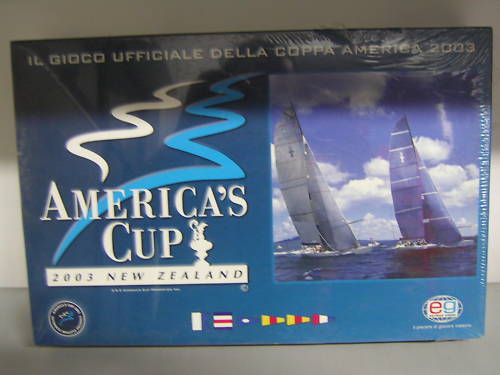 IL GIOCO UFFICIALE DELLA COPPA AMERICA 2003
AMERICA'S
CUP
2003 NEW ZEALAND
eg